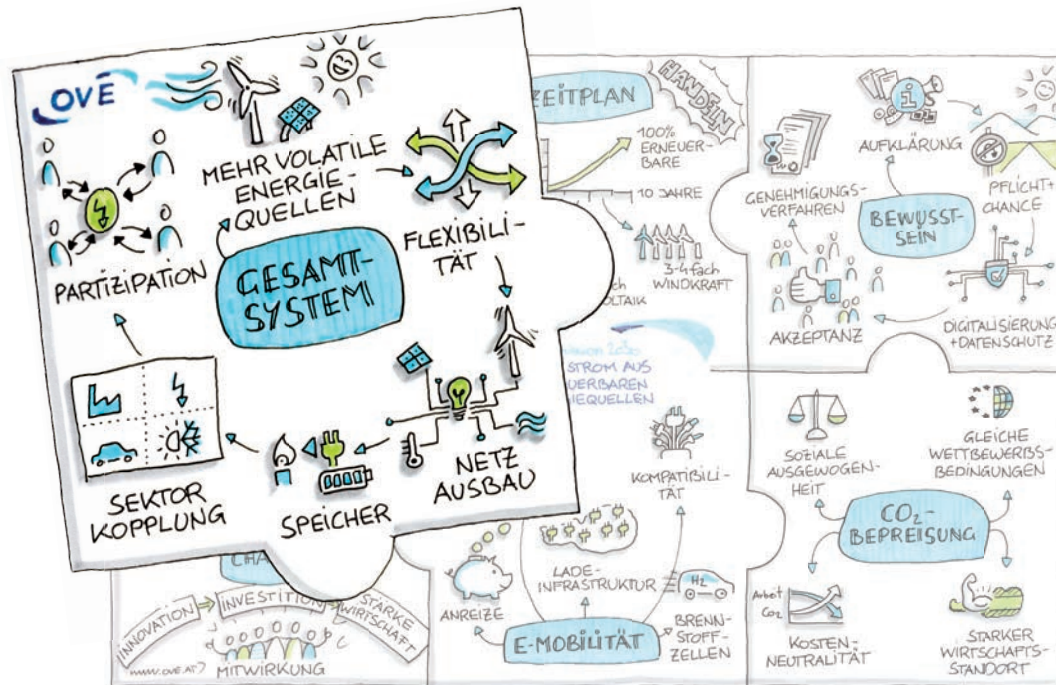 OVE
MEHR VOLATILE
ENERGIE-
QUELLEN
FLEXIBILI-
TÄT
PARTIZIPATION
GESAMT-
SYSTEM
SEKTOR
KOPPLUNG
SPEICHER
NETZ
AUSBAU
ZEITPLAN
HANDELN
100%
ERNEUER-
BARE
10 JAHRE
3-4 fach
WINDKRAFT
2030
STROM AUS
AUFKLÄRUNG
GENEHMIGUNGS-
VERFAHREN
BEWUSST-
SEIN
PFLICHT+
CHANCE
AKZEPTANZ
DIGITALISIERUNG
+DATENSCHUTZ
KOMPATIBILI-
TÄT
LADE-
INFRASTRUKTUR
ANREIZE
H2
E-MOBILITÄT
BRENN-
STOFF-
ZELLEN
SOZIALE
AUSGEWOGEN-
HEIT
GLEICHE
WETTBEWERBS-
BEDINGUNGEN
CO2-
BEPREISUNG
Arbeit
CO2
KOSTEN-
NEUTRALITÄT
STARKER
WIRTSCHAFTS-
STANDORT
INNOVATION
INVESTITION
STARKE
WIRTSCHAFT
MITWIRKUNG
WWW.OVE.AT